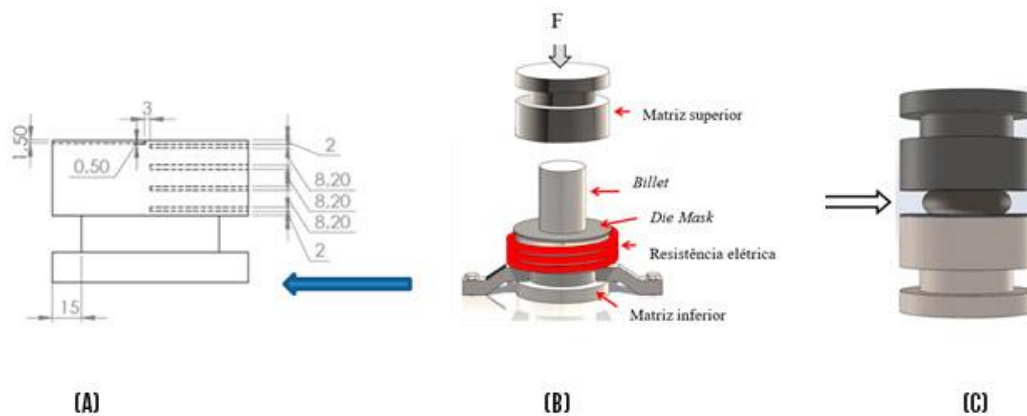 3
1.50
0.50
2
8.20
8.20
8.20
2
15
(A)
F
Matriz superior
Billet
Die Mask
Resistência elétrica
Matriz inferior
(B)
(C)